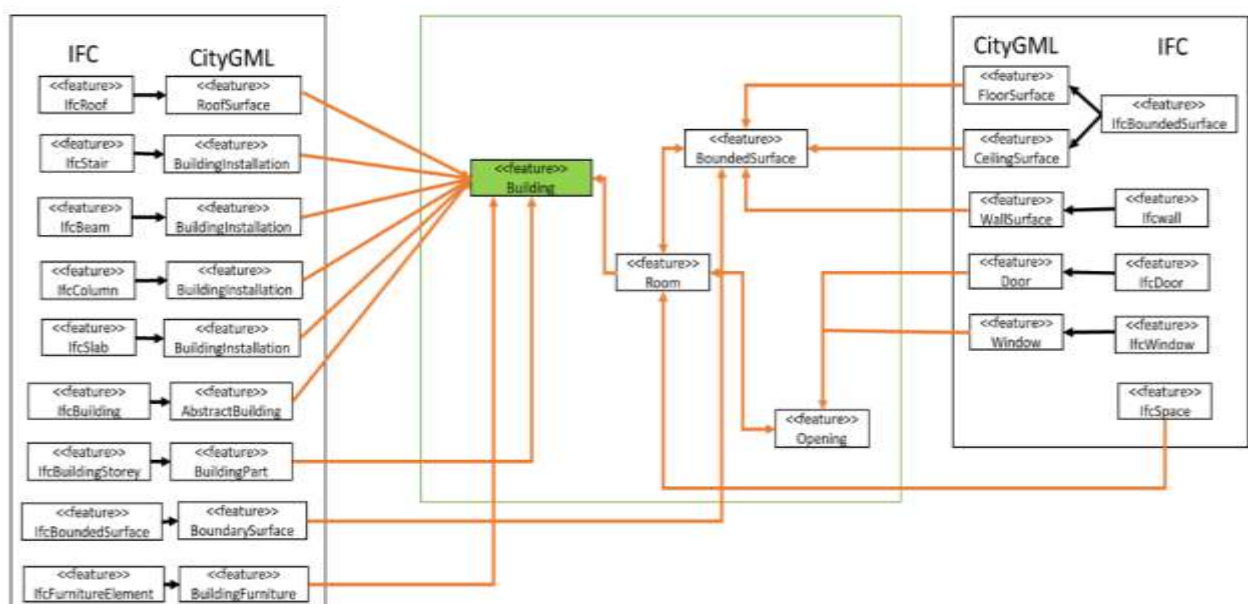 IFC
CityGML
<<feature>>
IfcRoof
<<feature>>
RoofSurface
<<feature>>
IfcStair
<<feature>>
BuildingInstallation
<<feature>>
IfcBeam
<<feature>>
BuildingInstallation
<<feature>>
IfcColumn
<<feature>>
BuildingInstallation
<<feature>>
IfcSlab
<<feature>>
BuildingInstallation
<<feature>>
IfcBuilding
<<feature>>
AbstractBuilding
<<feature>>
IfcBuildingStorey
<<feature>>
BuildingPart
<<feature>>
IfcBoundedSurface
<<feature>>
BoundarySurface
<<feature>>
IfcFurnitureElement
<<feature>>
BuildingFurniture
<<feature>>
Building
<<feature>>
BoundedSurface
<<feature>>
Room
<<feature>>
Opening
CityGML
IFC
<<feature>>
FloorSurface
<<feature>>
IfcBoundedSurface
<<feature>>
CeilingSurface
<<feature>>
WallSurface
<<feature>>
Ifcwall
<<feature>>
Door
<<feature>>
IfcDoor
<<feature>>
Window
<<feature>>
IfcWindow
<<feature>>
IfcSpace